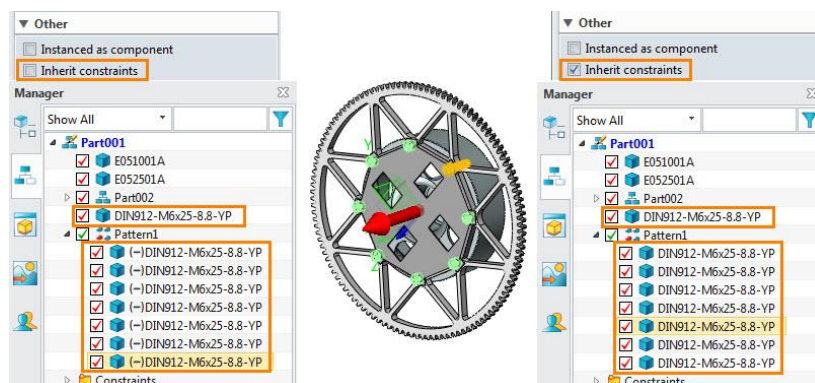 Other
Instanced as component
Inherit constraints
Manager
Show All
Part001
E051001A
E052501A
Part002
DIN912-M6x25-8.8-YP
Pattern1
(-)DIN912-M6x25-8.8-YP
(-)DIN912-M6x25-8.8-YP
(-)DIN912-M6x25-8.8-YP
(-)DIN912-M6x25-8.8-YP
(-)DIN912-M6x25-8.8-YP
(-)DIN912-M6x25-8.8-YP
(-)DIN912-M6x25-8.8-YP
Constraints
Y
Z
Other
Instanced as component
Inherit constraints
Manager
Show All
Part001
E051001A
E052501A
Part002
DIN912-M6x25-8.8-YP
Pattern1
DIN912-M6x25-8.8-YP
DIN912-M6x25-8.8-YP
DIN912-M6x25-8.8-YP
DIN912-M6x25-8.8-YP
DIN912-M6x25-8.8-YP
DIN912-M6x25-8.8-YP
DIN912-M6x25-8.8-YP
Constraints